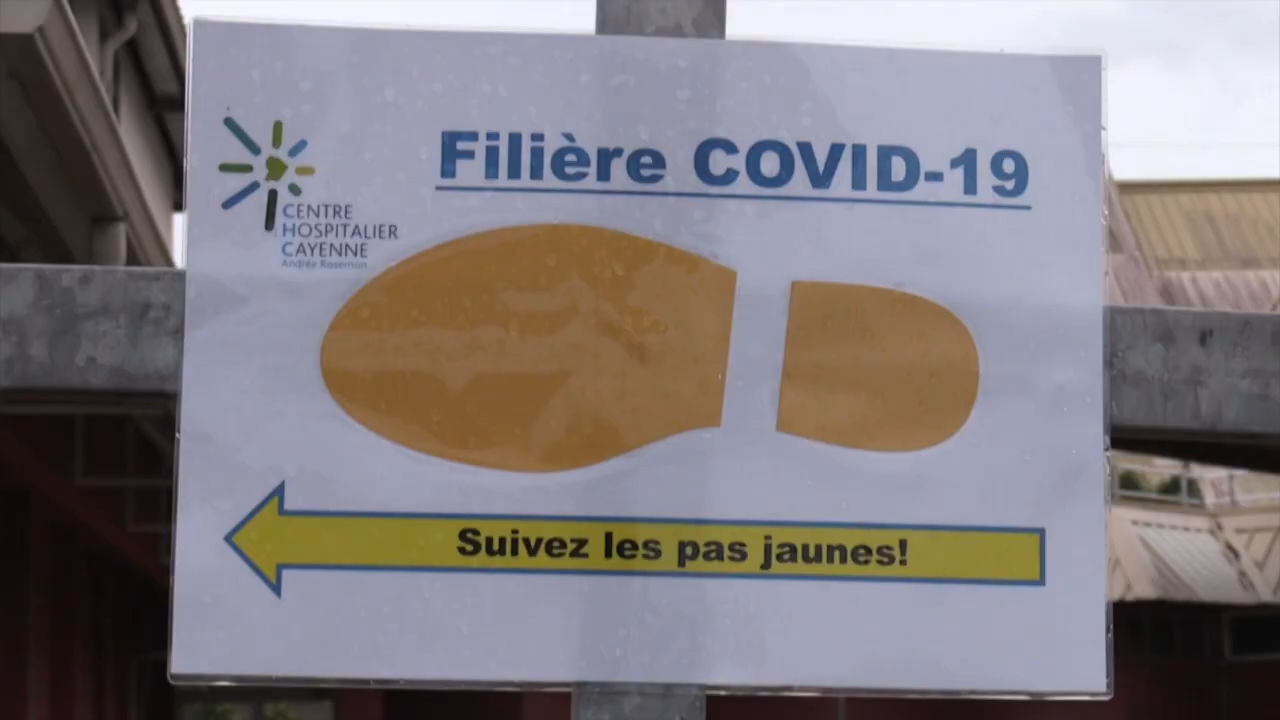 Filière COVID-19
CENTRE
HOSPITALIER
CAYENNE
Andrée Rosemon
Suivez les pas jaunes!